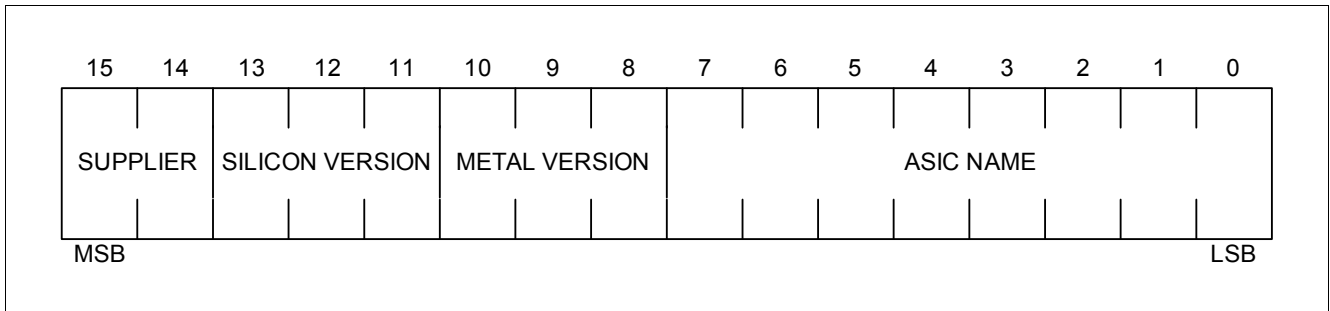 15 14 13 12 11 10 9 8 7 6 5 4 3 2 1 0
SUPPLIER SILICON VERSION METAL VERSION ASIC NAME
MSB LSB